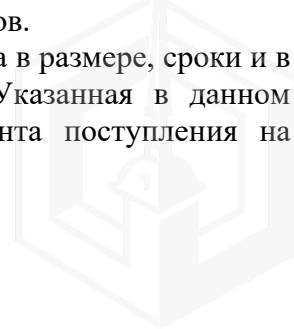 ов.
а в размере, сроки и в
Указанная в данном
нта поступления на